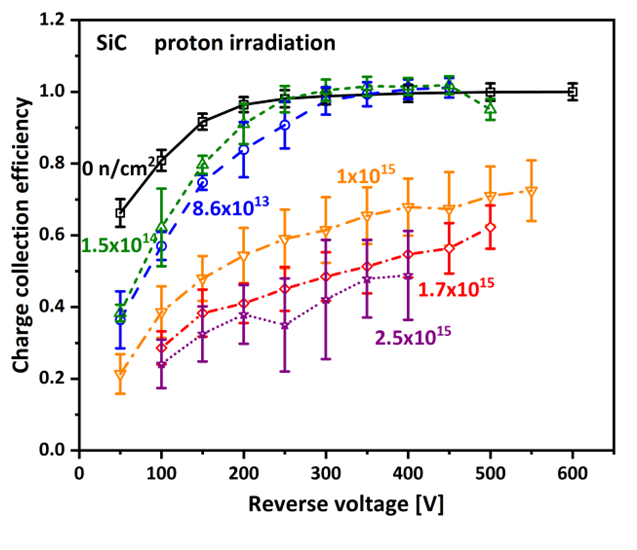 SiC proton irradiation
Charge collection efficiency
1.2
1.0
0.8
0.6
0.4
0.2
0.0
0 n/cm²
1.5x10¹⁴
8.6x10¹³
1x10¹⁵
1.7x10¹⁵
2.5x10¹⁵
0 100 200 300 400 500 600
Reverse voltage [V]